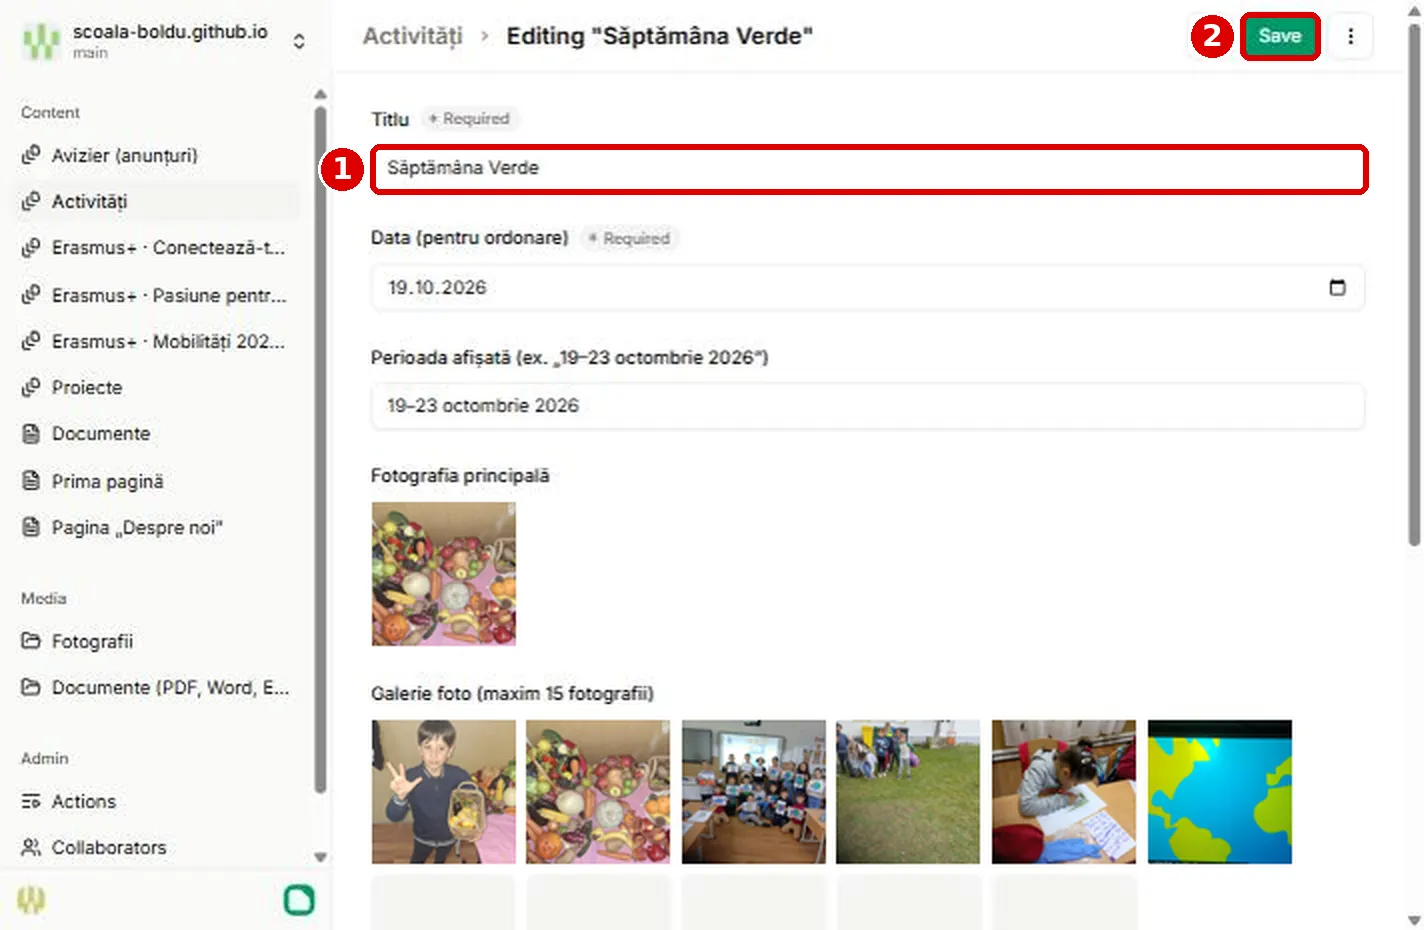 scoala-boldu.github.io
main
Content
Avizier (anunțuri)
Activități
Erasmus+ · Conectează-t...
Erasmus+ · Pasiune pentr...
Erasmus+ · Mobilități 202...
Proiecte
Documente
Prima pagină
Pagina „Despre noi”
Media
Fotografii
Documente (PDF, Word, E...
Admin
Actions
Collaborators
Activități > Editing "Săptămâna Verde"
2 Save
Titlu * Required
1 Săptămâna Verde
Data (pentru ordonare) * Required
19.10.2026
Perioada afișată (ex. „19–23 octombrie 2026”)
19–23 octombrie 2026
Fotografia principală
Galerie foto (maxim 15 fotografii)